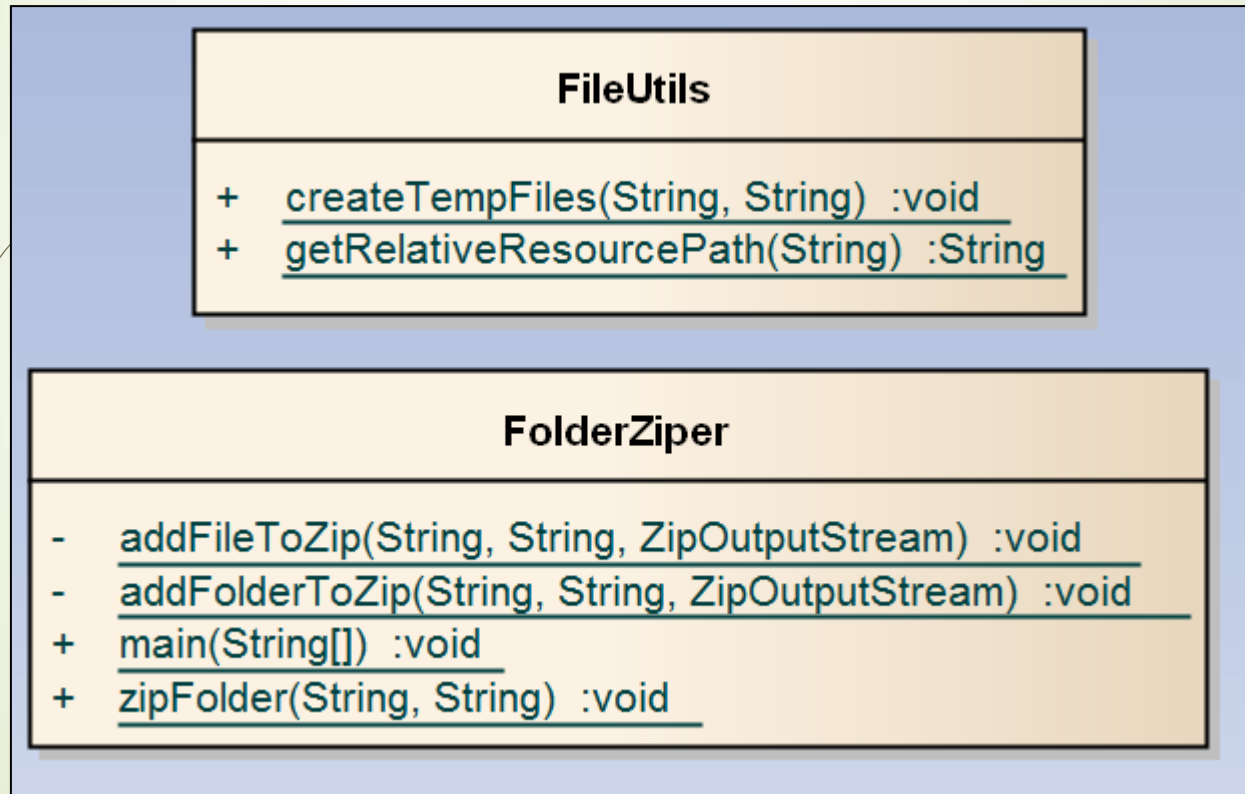 FileUtils
+ createTempFiles(String, String) :void
+ getRelativeResourcePath(String) :String
FolderZiper
- addFileToZip(String, String, ZipOutputStream) :void
- addFolderToZip(String, String, ZipOutputStream) :void
+ main(String[]) :void
+ zipFolder(String, String) :void